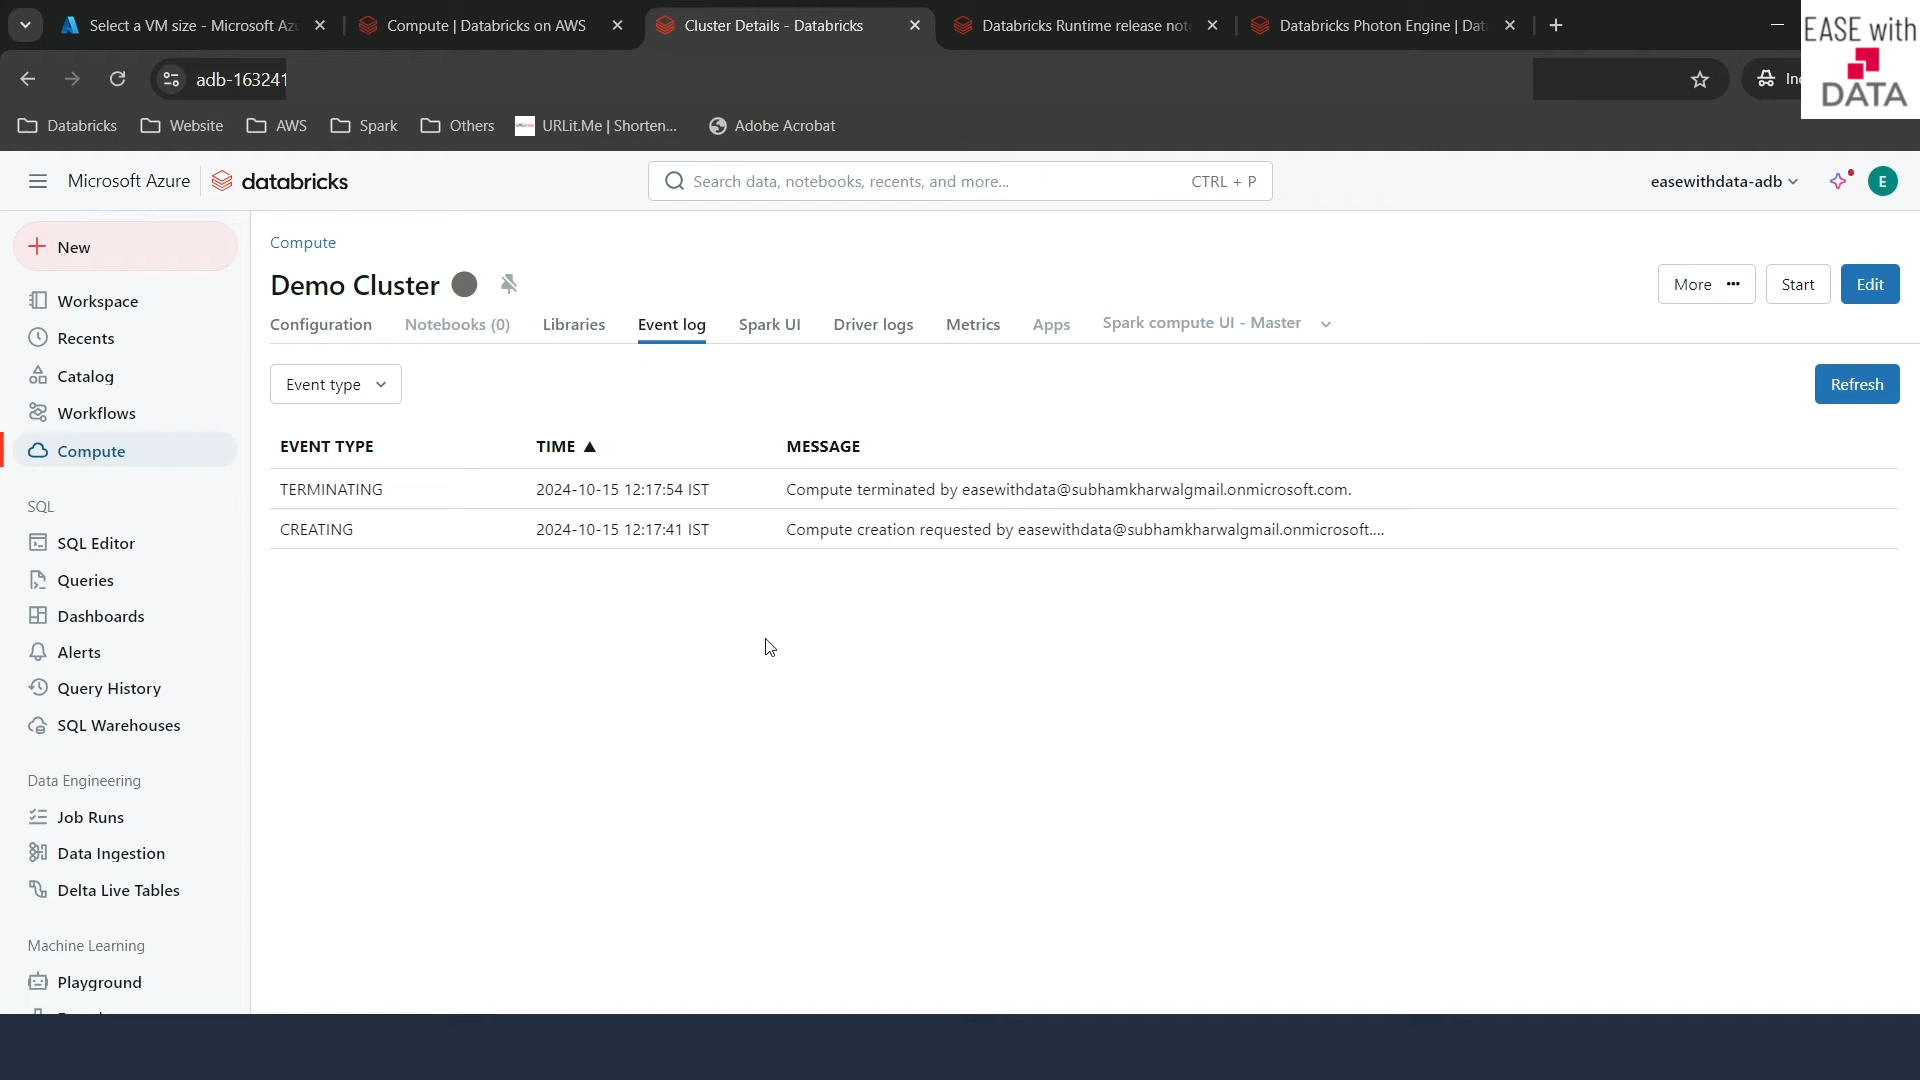 Select a VM size - Microsoft Az
Compute | Databricks on AWS
Cluster Details - Databricks
Databricks Runtime release not
Databricks Photon Engine | Dat
EASE with
DATA
adb-163241
Databricks
Website
AWS
Spark
Others
URLit.Me | Shorten...
Adobe Acrobat
Microsoft Azure
databricks
Search data, notebooks, recents, and more...
CTRL + P
easewithdata-adb
E
New
Workspace
Recents
Catalog
Workflows
Compute
SQL
SQL Editor
Queries
Dashboards
Alerts
Query History
SQL Warehouses
Data Engineering
Job Runs
Data Ingestion
Delta Live Tables
Machine Learning
Playground
Compute
Demo Cluster
More
Start
Edit
Configuration
Notebooks (0)
Libraries
Event log
Spark UI
Driver logs
Metrics
Apps
Spark compute UI - Master
Event type
Refresh
EVENT TYPE TIME ▲ MESSAGE
TERMINATING 2024-10-15 12:17:54 IST Compute terminated by easewithdata@subhamkharwalgmail.onmicrosoft.com.
CREATING 2024-10-15 12:17:41 IST Compute creation requested by easewithdata@subhamkharwalgmail.onmicrosoft....